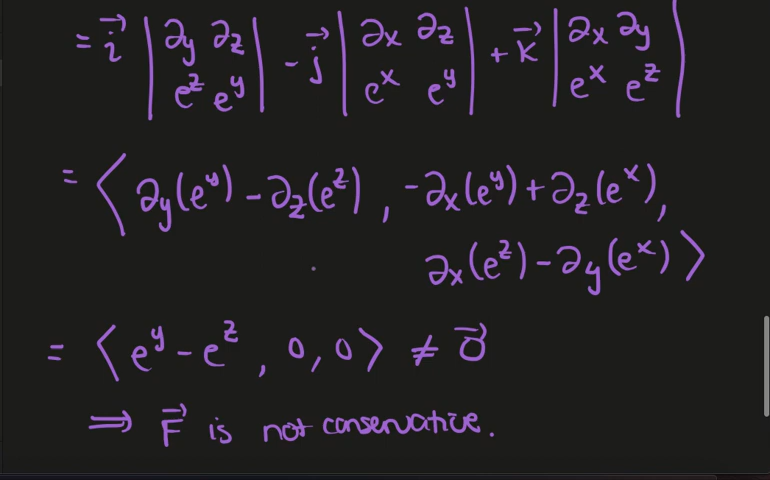 = i⃗ | ∂y ∂z ; e^z e^y | - j⃗ | ∂x ∂z ; e^x e^y | + k⃗ | ∂x ∂y ; e^x e^z |
= ⟨ ∂y(e^y) - ∂z(e^z) , -∂x(e^y) + ∂z(e^x),
∂x(e^z) - ∂y(e^x) ⟩
= ⟨ e^y - e^z , 0, 0 ⟩ ≠ 0⃗
⟹ F⃗ is not conservative.